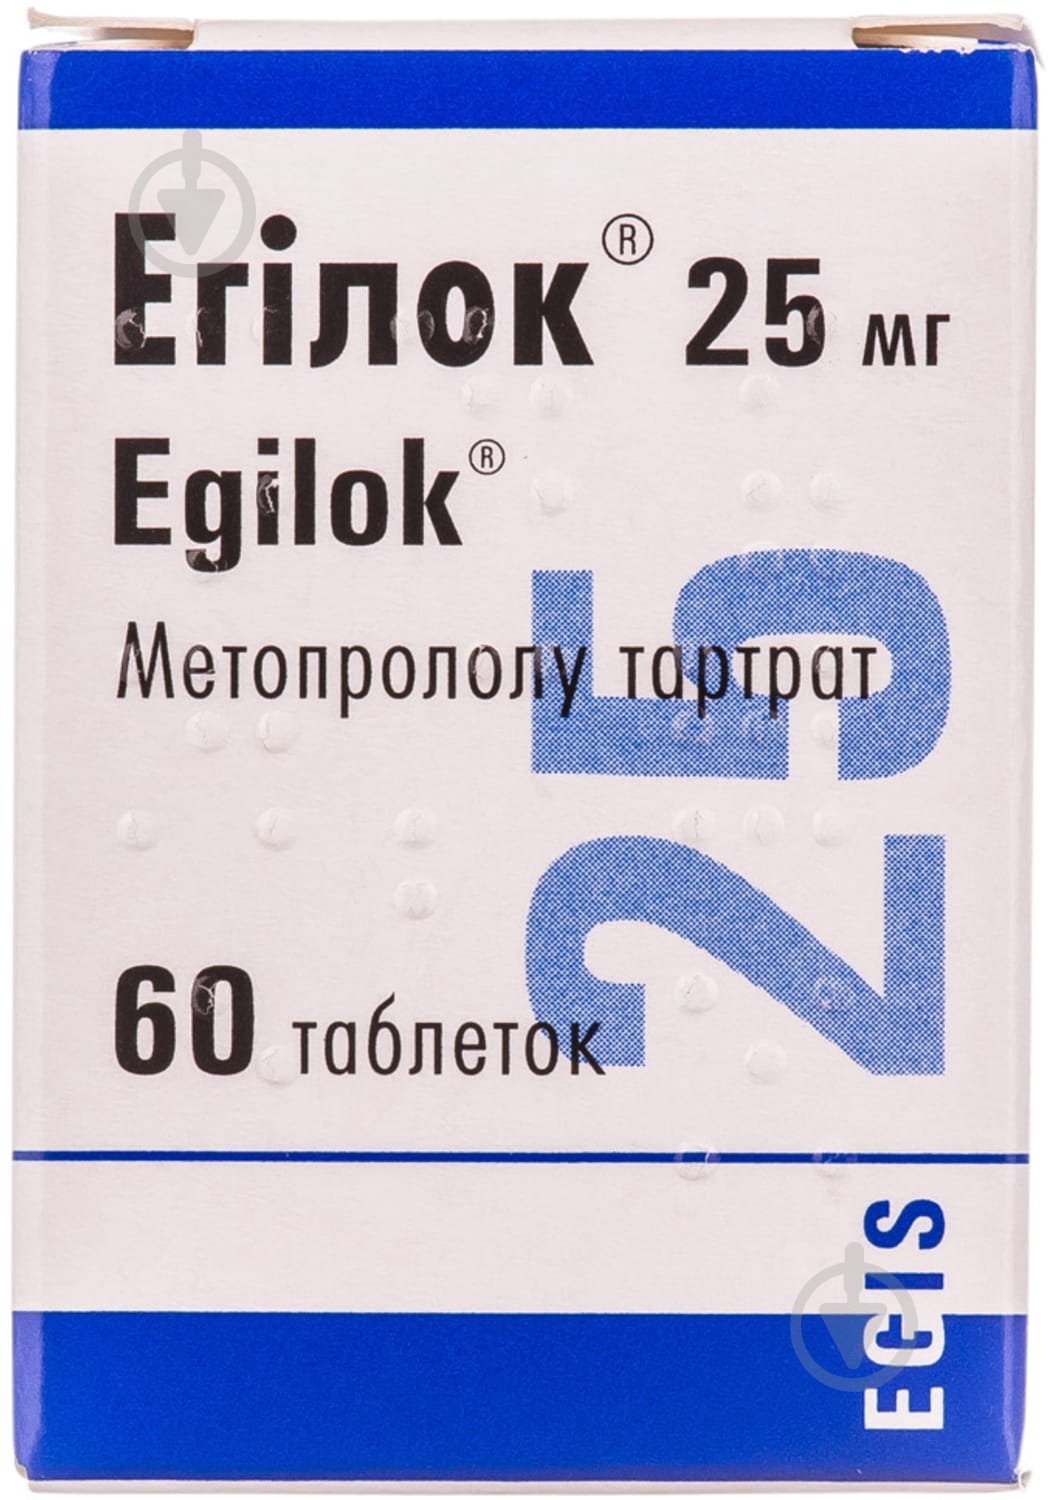 Егілок® 25 мг
Egilok®
Метопрололу тартрат
25
60 таблеток
EGIS